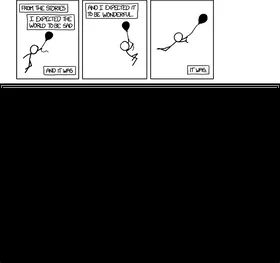 FROM THE STORIES
I EXPECTED THE
WORLD TO BE SAD
AND IT WAS
AND I EXPECTED IT
TO BE WONDERFUL.
IT WAS.